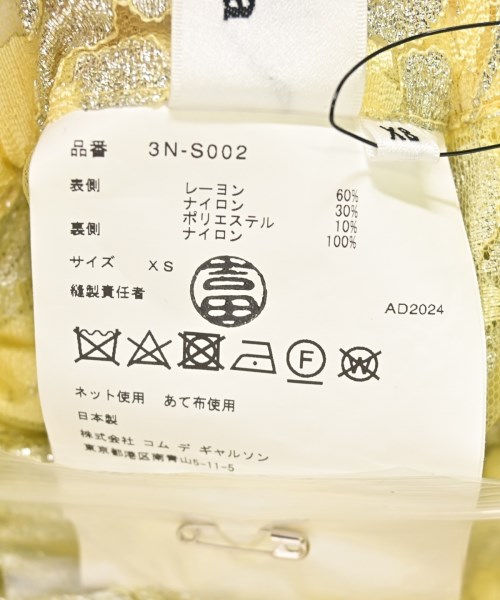 a
XS
品番 3N-S002
表側 レーヨン 60%
ナイロン 30%
ポリエステル 10%
裏側 ナイロン 100%
サイズ XS
吉田
縫製責任者
AD2024
F
W
ネット使用 あて布使用
日本製
株式会社 コム デ ギャルソン
東京都港区南青山5-11-5